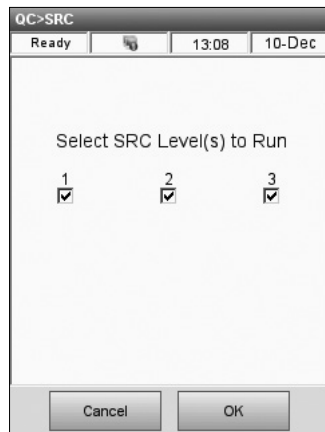 QC>SRC
Ready 13:08 10-Dec
Select SRC Level(s) to Run
1 2 3
Cancel OK